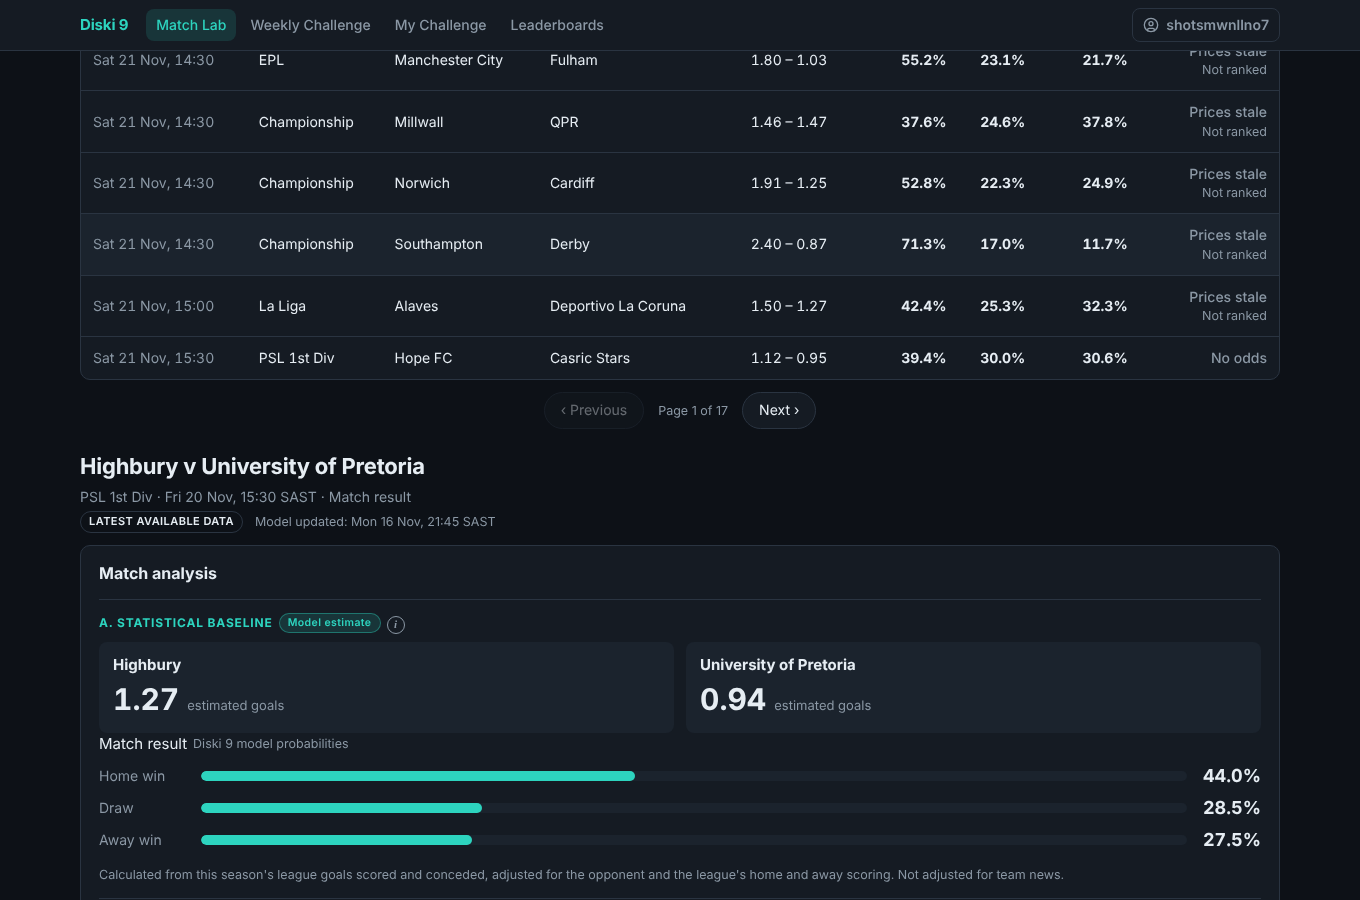 Diski 9 Match Lab Weekly Challenge My Challenge Leaderboards shotsmwnllno7
Sat 21 Nov, 14:30 EPL Manchester City Fulham 1.80 – 1.03 55.2% 23.1% 21.7% Prices stale
Not ranked
Sat 21 Nov, 14:30 Championship Millwall QPR 1.46 – 1.47 37.6% 24.6% 37.8% Prices stale
Not ranked
Sat 21 Nov, 14:30 Championship Norwich Cardiff 1.91 – 1.25 52.8% 22.3% 24.9% Prices stale
Not ranked
Sat 21 Nov, 14:30 Championship Southampton Derby 2.40 – 0.87 71.3% 17.0% 11.7% Prices stale
Not ranked
Sat 21 Nov, 15:00 La Liga Alaves Deportivo La Coruna 1.50 – 1.27 42.4% 25.3% 32.3% Prices stale
Not ranked
Sat 21 Nov, 15:30 PSL 1st Div Hope FC Casric Stars 1.12 – 0.95 39.4% 30.0% 30.6% No odds
‹ Previous Page 1 of 17 Next ›
Highbury v University of Pretoria
PSL 1st Div · Fri 20 Nov, 15:30 SAST · Match result
LATEST AVAILABLE DATA Model updated: Mon 16 Nov, 21:45 SAST
Match analysis
A. STATISTICAL BASELINE Model estimate i
Highbury University of Pretoria
1.27 estimated goals 0.94 estimated goals
Match result Diski 9 model probabilities
Home win 44.0%
Draw 28.5%
Away win 27.5%
Calculated from this season's league goals scored and conceded, adjusted for the opponent and the league's home and away scoring. Not adjusted for team news.